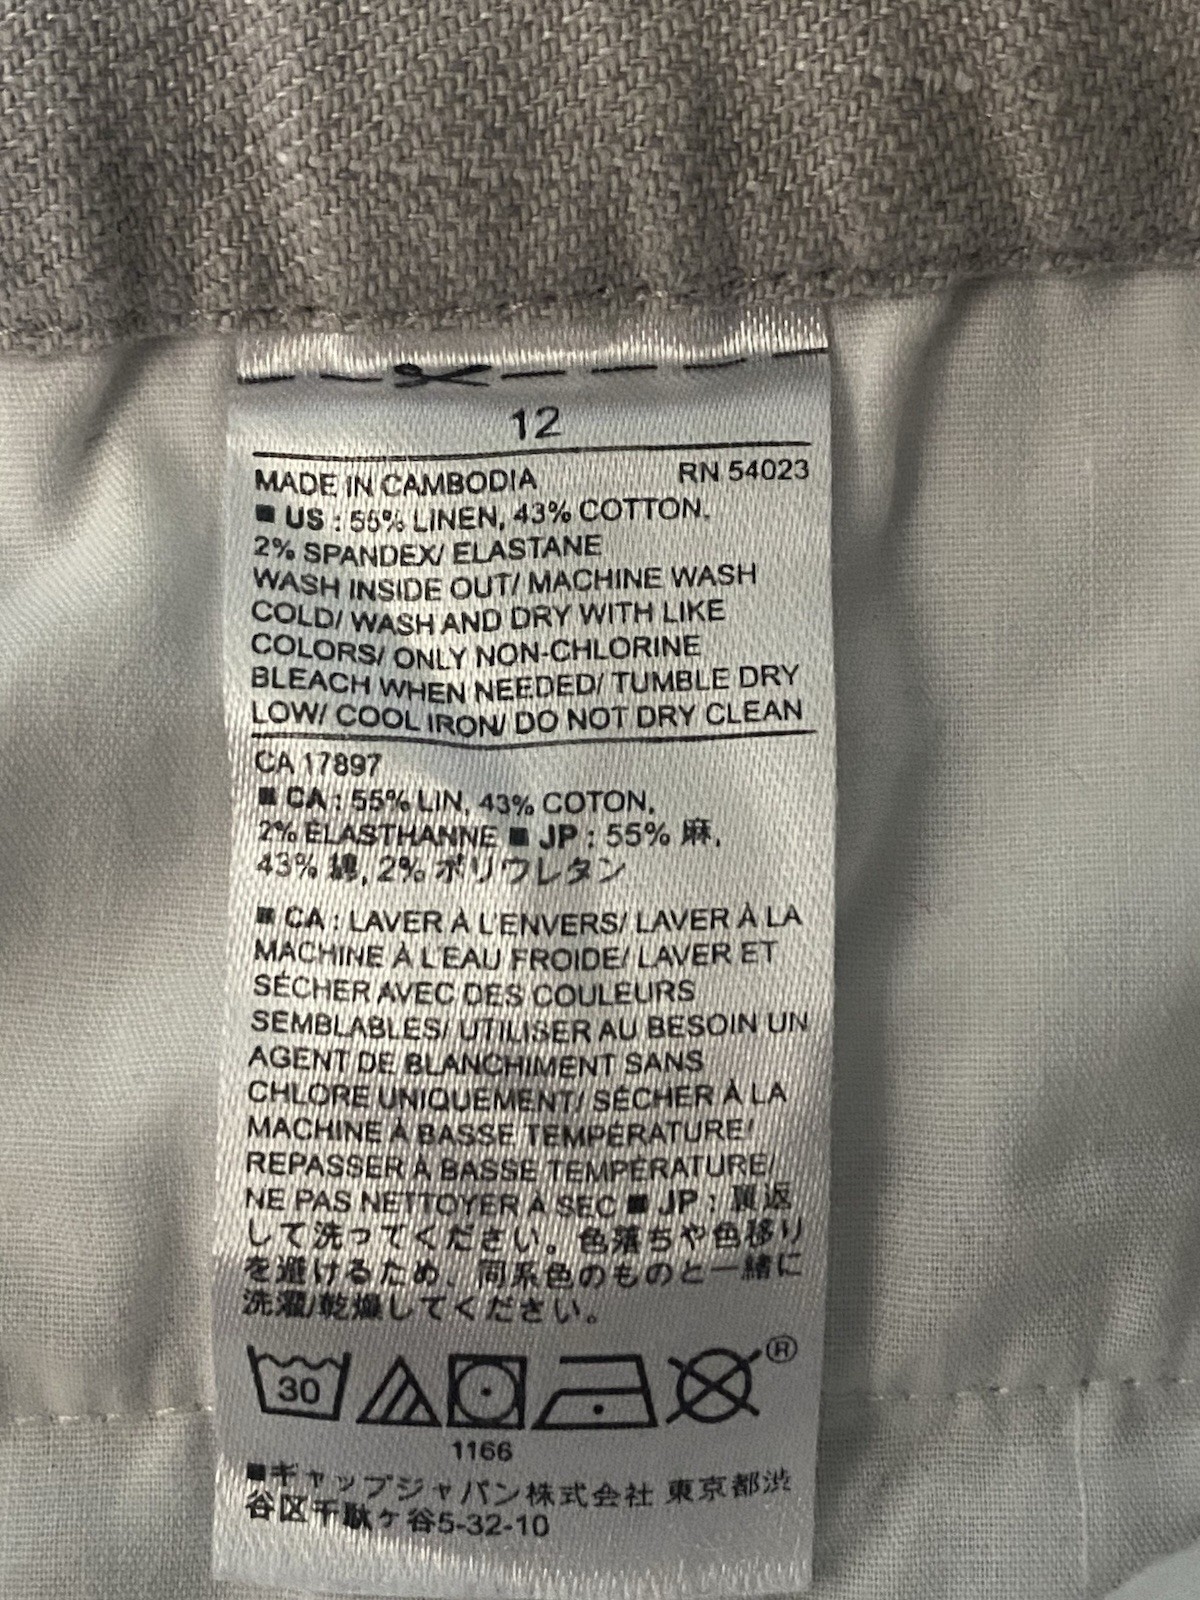 12
MADE IN CAMBODIA RN 54023
■ US : 55% LINEN, 43% COTTON,
2% SPANDEX/ ELASTANE
WASH INSIDE OUT/ MACHINE WASH
COLD/ WASH AND DRY WITH LIKE
COLORS/ ONLY NON-CHLORINE
BLEACH WHEN NEEDED/ TUMBLE DRY
LOW/ COOL IRON/ DO NOT DRY CLEAN
CA 17897
■ CA : 55% LIN, 43% COTON,
2% ÉLASTHANNE ■ JP : 55% 麻,
43% 綿, 2% ポリウレタン
■ CA : LAVER À L'ENVERS/ LAVER À LA
MACHINE À L'EAU FROIDE/ LAVER ET
SÉCHER AVEC DES COULEURS
SEMBLABLES/ UTILISER AU BESOIN UN
AGENT DE BLANCHIMENT SANS
CHLORE UNIQUEMENT/ SÉCHER À LA
MACHINE À BASSE TEMPÉRATURE/
REPASSER À BASSE TEMPÉRATURE/
NE PAS NETTOYER À SEC ■ JP : 裏返
して洗ってください。色落ちや色移り
を避けるため、同系色のものと一緒に
洗濯/乾燥してください。
30 ®
1166
■ギャップジャパン株式会社 東京都渋
谷区千駄ヶ谷5-32-10